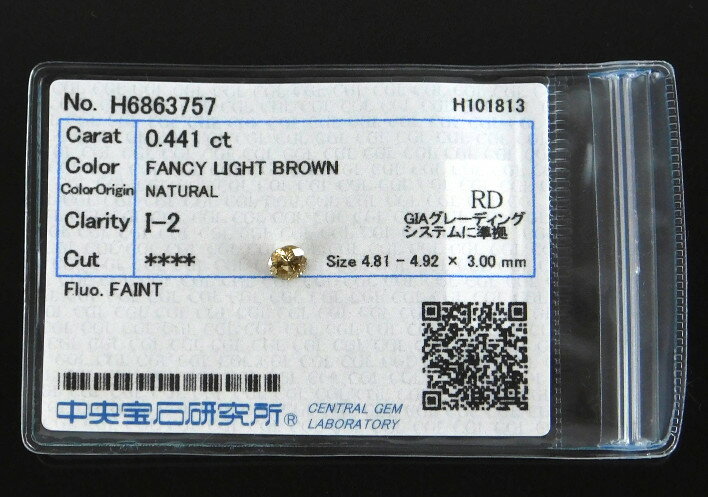 No. H6863757 H101813
Carat 0.441 ct
Color FANCY LIGHT BROWN
ColorOrigin NATURAL
RD
Clarity I-2
GIAグレーディング
システムに準拠
Cut ****
Size 4.81 - 4.92 × 3.00 mm
Fluo. FAINT
中央宝石研究所® CENTRAL GEM
LABORATORY